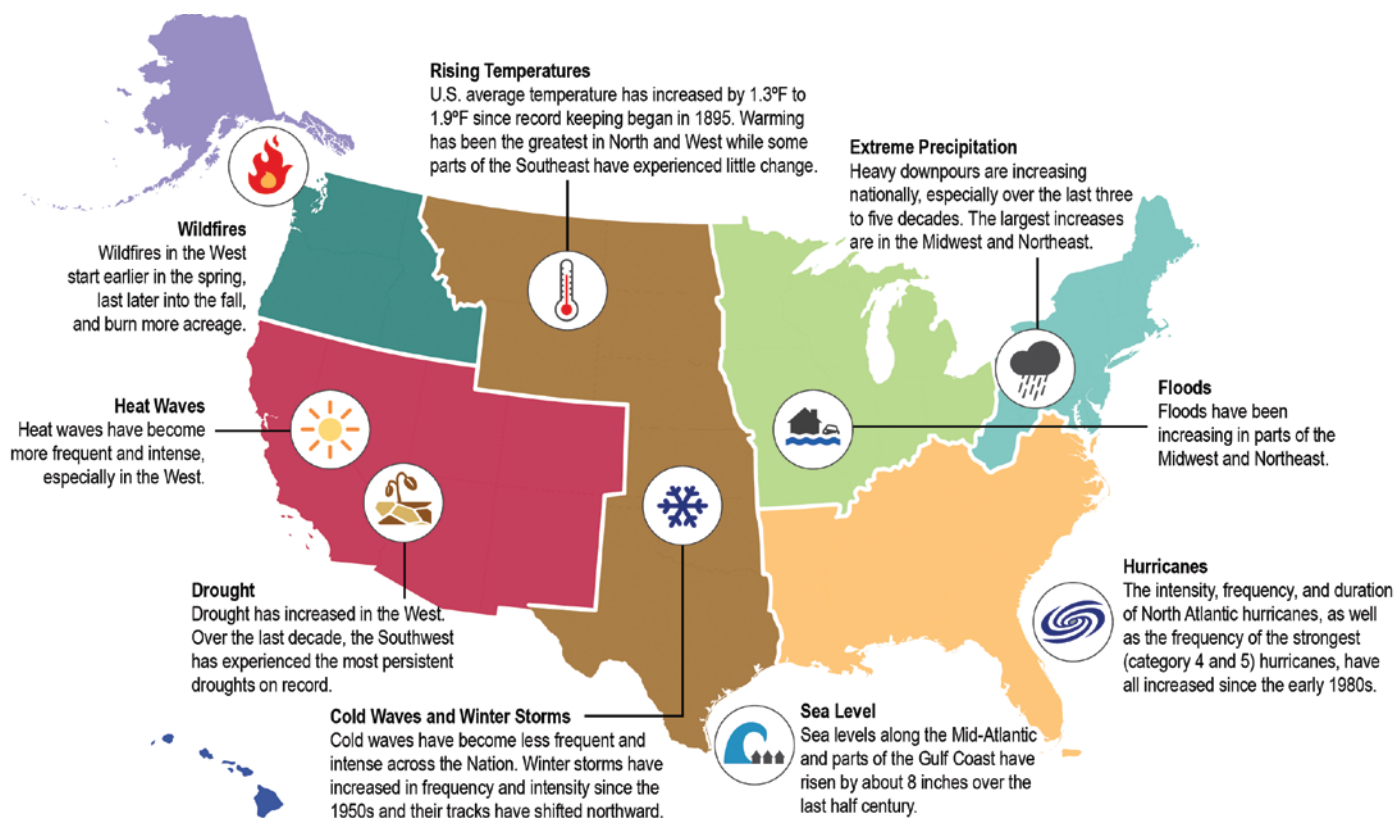 Rising Temperatures
U.S. average temperature has increased by 1.3ºF to
1.9ºF since record keeping began in 1895. Warming
has been the greatest in North and West while some
parts of the Southeast have experienced little change.
Extreme Precipitation
Heavy downpours are increasing
nationally, especially over the last three
to five decades. The largest increases
are in the Midwest and Northeast.
Wildfires
Wildfires in the West
start earlier in the spring,
last later into the fall,
and burn more acreage.
Heat Waves
Heat waves have become
more frequent and intense,
especially in the West.
Floods
Floods have been
increasing in parts of the
Midwest and Northeast.
Drought
Drought has increased in the West.
Over the last decade, the Southwest
has experienced the most persistent
droughts on record.
Hurricanes
The intensity, frequency, and duration
of North Atlantic hurricanes, as well
as the frequency of the strongest
(category 4 and 5) hurricanes, have
all increased since the early 1980s.
Cold Waves and Winter Storms
Cold waves have become less frequent and
intense across the Nation. Winter storms have
increased in frequency and intensity since the
1950s and their tracks have shifted northward.
Sea Level
Sea levels along the Mid-Atlantic
and parts of the Gulf Coast have
risen by about 8 inches over the
last half century.